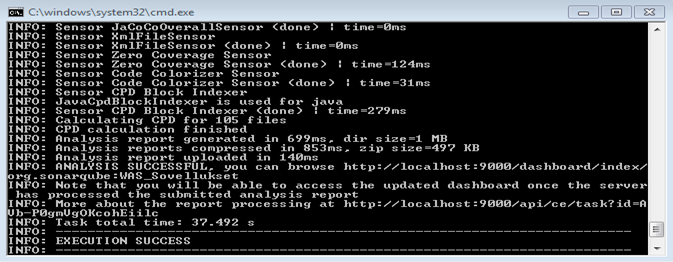 C:\windows\system32\cmd.exe
INFO: Sensor JaCoCoOverallSensor (done) | time=0ms
INFO: Sensor XmlFileSensor
INFO: Sensor XmlFileSensor (done) | time=0ms
INFO: Sensor Zero Coverage Sensor
INFO: Sensor Zero Coverage Sensor (done) | time=124ms
INFO: Sensor Code Colorizer Sensor
INFO: Sensor Code Colorizer Sensor (done) | time=31ms
INFO: Sensor CPD Block Indexer
INFO: JavaCpdBlockIndexer is used for java
INFO: Sensor CPD Block Indexer (done) | time=279ms
INFO: Calculating CPD for 105 files
INFO: CPD calculation finished
INFO: Analysis report generated in 699ms, dir size=1 MB
INFO: Analysis reports compressed in 853ms, zip size=497 KB
INFO: Analysis report uploaded in 140ms
INFO: ANALYSIS SUCCESSFUL, you can browse http://localhost:9000/dashboard/index/
org.sonarqube:WAS_Sovellukset
INFO: Note that you will be able to access the updated dashboard once the server
 has processed the submitted analysis report
INFO: More about the report processing at http://localhost:9000/api/ce/task?id=A
Vb-P0gmVgOKcohEiilc
INFO: Task total time: 37.492 s
INFO: ------------------------------------------------------------------------
INFO: EXECUTION SUCCESS
INFO: ------------------------------------------------------------------------